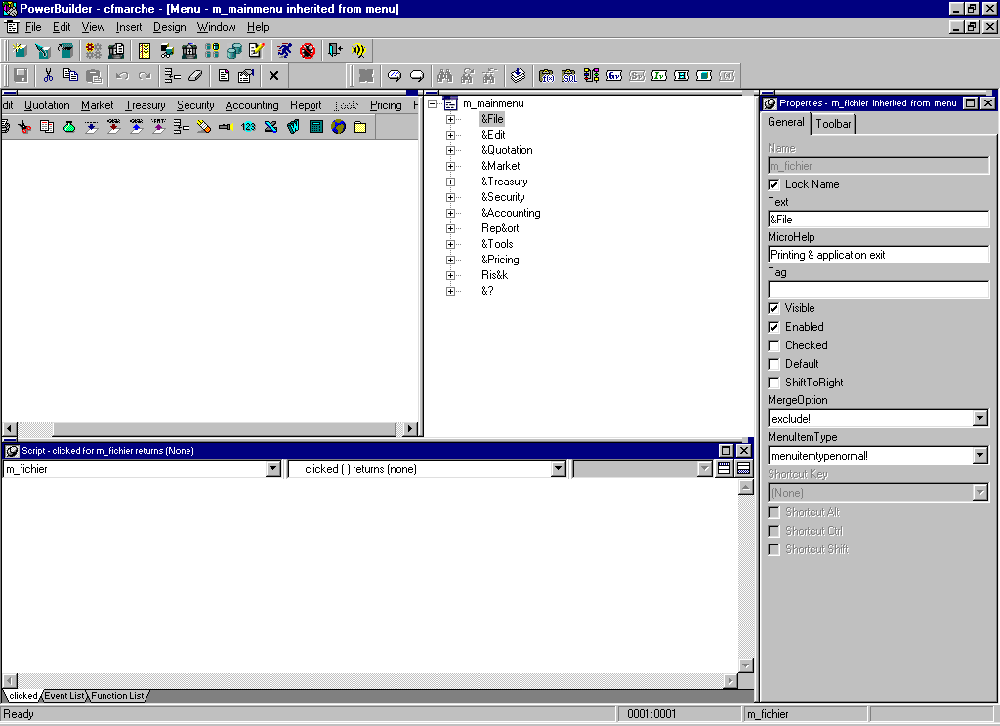 PowerBuilder - cfmarche - [Menu - m_mainmenu inherited from menu]
File Edit View Insert Design Window Help
dit Quotation Market Treasury Security Accounting Report Tools Pricing
123
m_mainmenu
&File
&Edit
&Quotation
&Market
&Treasury
&Security
&Accounting
Rep&ort
&Tools
&Pricing
Ris&k
&?
Properties - m_fichier inherited from menu
General Toolbar
Name
m_fichier
Lock Name
Text
&File
MicroHelp
Printing & application exit
Tag
Visible
Enabled
Checked
Default
ShiftToRight
MergeOption
exclude!
MenuItemType
menuitemtypenormal!
Shortcut Key
(None)
Shortcut Alt
Shortcut Ctrl
Shortcut Shift
Script - clicked for m_fichier returns (None)
m_fichier clicked ( ) returns (none)
clicked Event List Function List
Ready 0001:0001 m_fichier